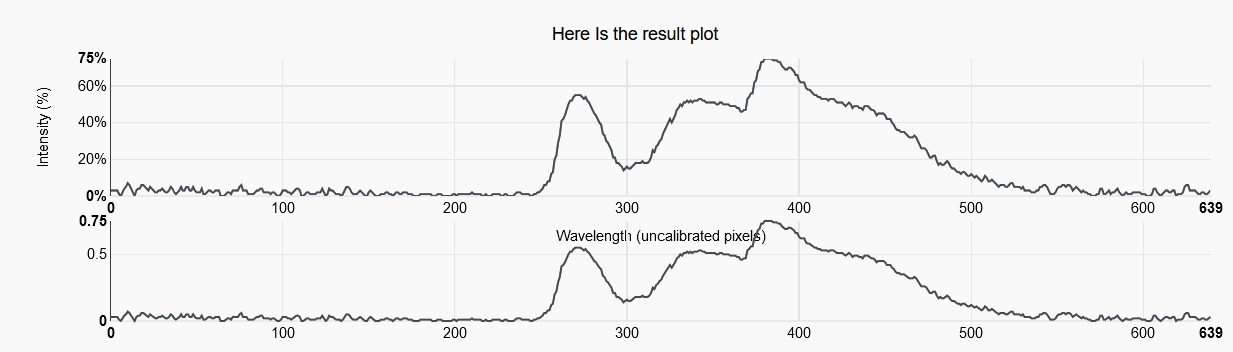 Here Is the result plot
75%
60%
40%
20%
0%
Intensity (%)
0 100 200 300 400 500 600 639
Wavelength (uncalibrated pixels)
0.75
0.5
0
0 100 200 300 400 500 600 639